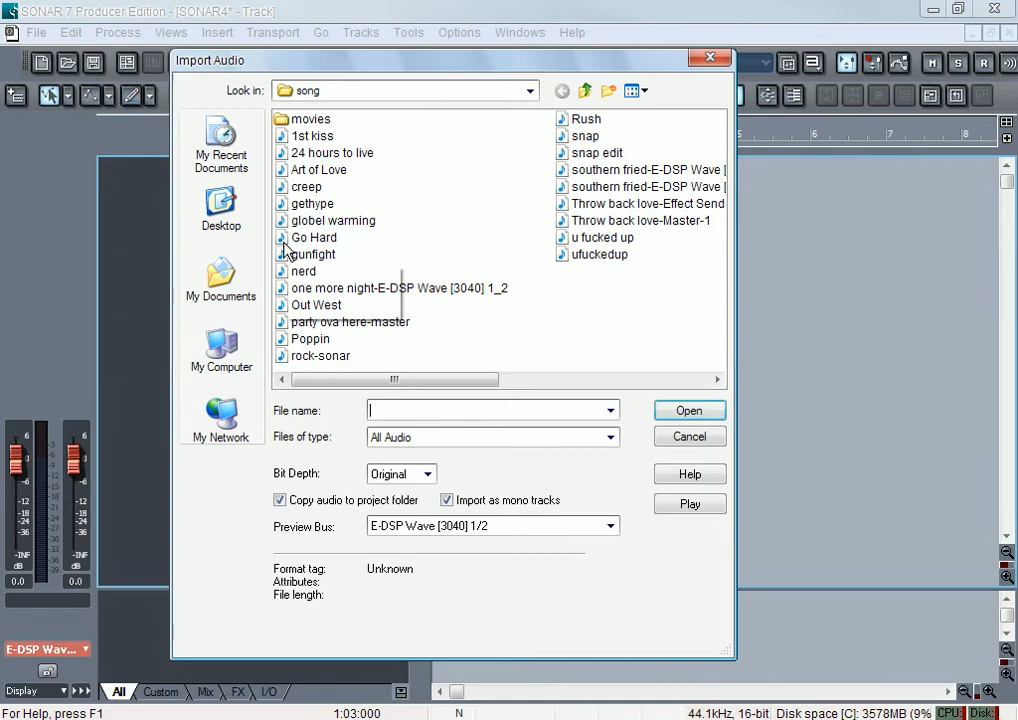 SONAR 7 Producer Edition - [SONAR4* - Track]
File Edit Process Views Insert Transport Go Tracks Tools Options Windows Help
Import Audio
Look in: song
My Recent Documents
Desktop
My Documents
My Computer
My Network
movies
1st kiss
24 hours to live
Art of Love
creep
gethype
globel warming
Go Hard
gunfight
nerd
one more night-E-DSP Wave [3040] 1_2
Out West
party ova here-master
Poppin
rock-sonar
Rush
snap
snap edit
southern fried-E-DSP Wave [
southern fried-E-DSP Wave [
Throw back love-Effect Send
Throw back love-Master-1
u fucked up
ufuckedup
File name: Open
Files of type: All Audio Cancel
Bit Depth: Original Help
Copy audio to project folder Import as mono tracks Play
Preview Bus: E-DSP Wave [3040] 1/2
Format tag: Unknown
Attributes:
File length:
M S R
5 6 7 8
0.0 0.0
E-DSP Wav...
Display
All Custom Mix FX I/O
For Help, press F1 1:03:000 N 44.1kHz, 16-bit Disk space [C]: 3578MB (9% CPU: Disk: